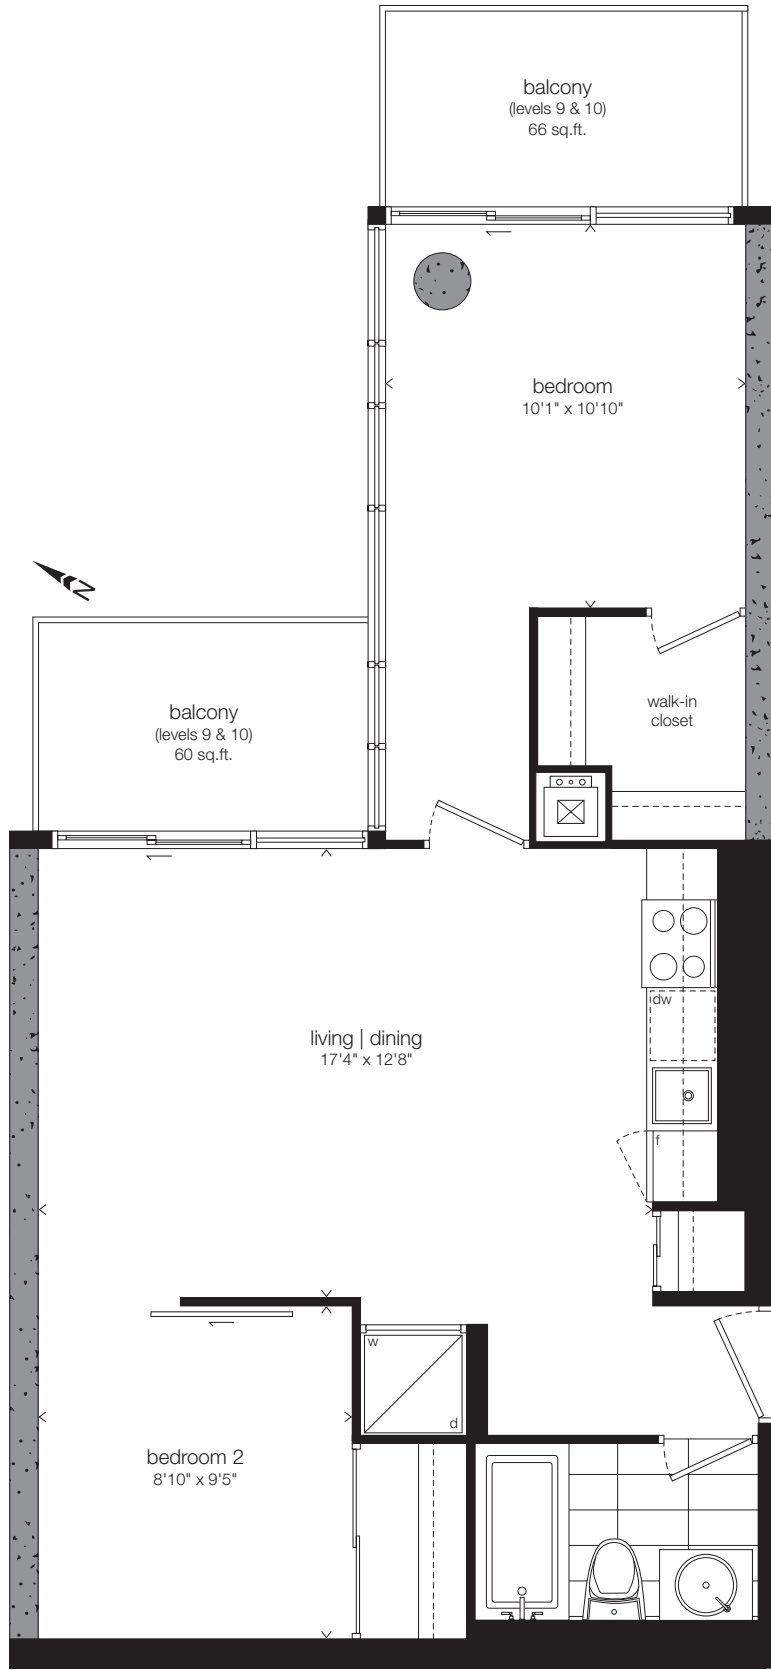 balcony
(levels 9 & 10)
66 sq.ft.
bedroom
10'1" x 10'10"
N
walk-in
closet
balcony
(levels 9 & 10)
60 sq.ft.
dw
living | dining
17'4" x 12'8"
f
w
d
bedroom 2
8'10" x 9'5"